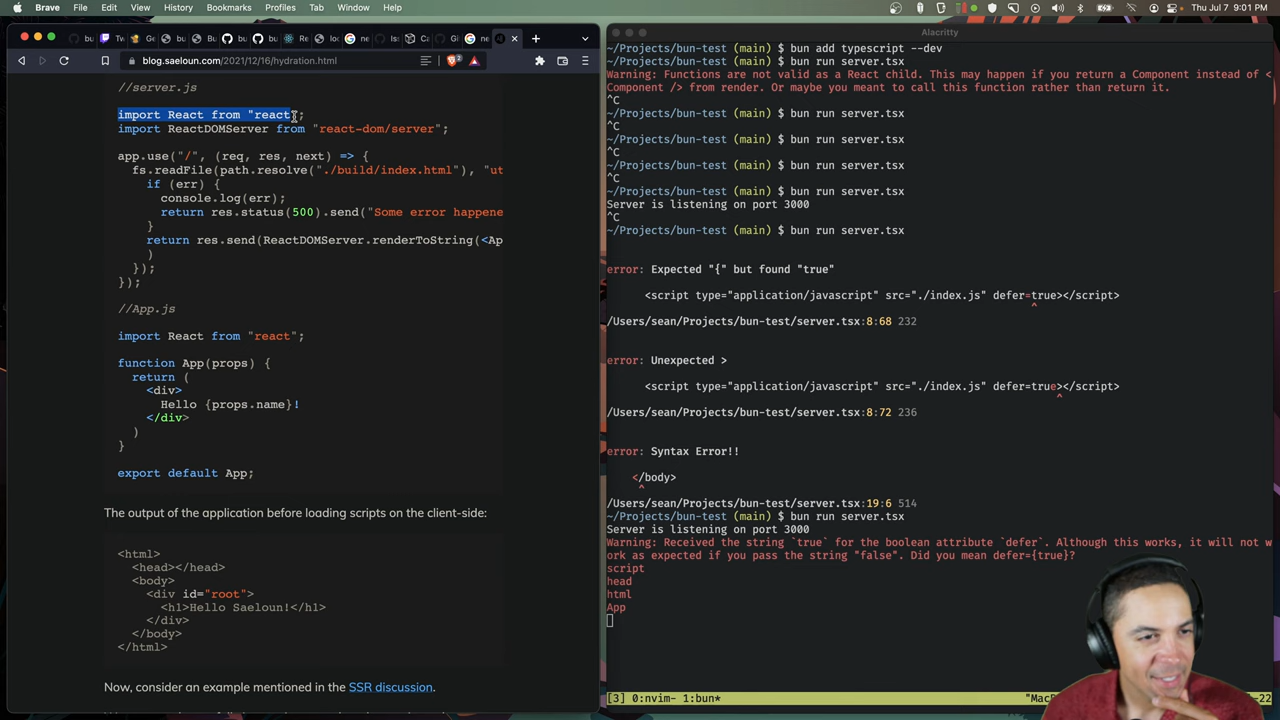 Brave File Edit View History Bookmarks Profiles Tab Window Help
Thu Jul 7 9:01 PM
blog.saeloun.com/2021/12/16/hydration.html
//server.js
import React from "react";
import ReactDOMServer from "react-dom/server";
app.use("/", (req, res, next) => {
fs.readFile(path.resolve("./build/index.html"), "ut
if (err) {
console.log(err);
return res.status(500).send("Some error happene
}
return res.send(ReactDOMServer.renderToString(<Ap
)
});
});
//App.js
import React from "react";
function App(props) {
return (
<div>
Hello {props.name}!
</div>
)
}
export default App;
The output of the application before loading scripts on the client-side:
<html>
<head></head>
<body>
<div id="root">
<h1>Hello Saeloun!</h1>
</div>
</body>
</html>
Now, consider an example mentioned in the SSR discussion.
Alacritty
~/Projects/bun-test (main) $ bun add typescript --dev
~/Projects/bun-test (main) $ bun run server.tsx
Warning: Functions are not valid as a React child. This may happen if you return a Component instead of <
Component /> from render. Or maybe you meant to call this function rather than return it.
^C
~/Projects/bun-test (main) $ bun run server.tsx
^C
~/Projects/bun-test (main) $ bun run server.tsx
^C
~/Projects/bun-test (main) $ bun run server.tsx
^C
~/Projects/bun-test (main) $ bun run server.tsx
Server is listening on port 3000
^C
~/Projects/bun-test (main) $ bun run server.tsx
error: Expected "{" but found "true"
<script type="application/javascript" src="./index.js" defer=true></script>
^
/Users/sean/Projects/bun-test/server.tsx:8:68 232
error: Unexpected >
<script type="application/javascript" src="./index.js" defer=true></script>
^
/Users/sean/Projects/bun-test/server.tsx:8:72 236
error: Syntax Error!!
</body>
^
/Users/sean/Projects/bun-test/server.tsx:19:6 514
~/Projects/bun-test (main) $ bun run server.tsx
Server is listening on port 3000
Warning: Received the string `true` for the boolean attribute `defer`. Although this works, it will not w
ork as expected if you pass the string "false". Did you mean defer={true}?
script
head
html
App
[3] 0:nvim- 1:bun*
"MacB
-22